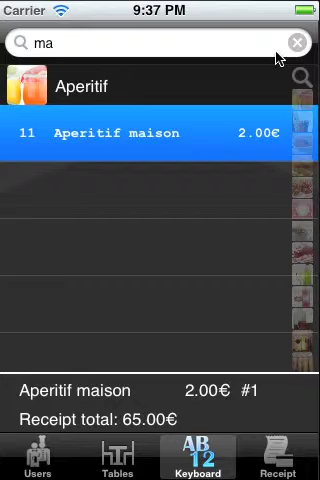 Carrier 9:37 PM
ma
Aperitif
11 Aperitif maison 2.00€
Aperitif maison 2.00€ #1
Receipt total: 65.00€
AB
12
Users Tables Keyboard Receipt